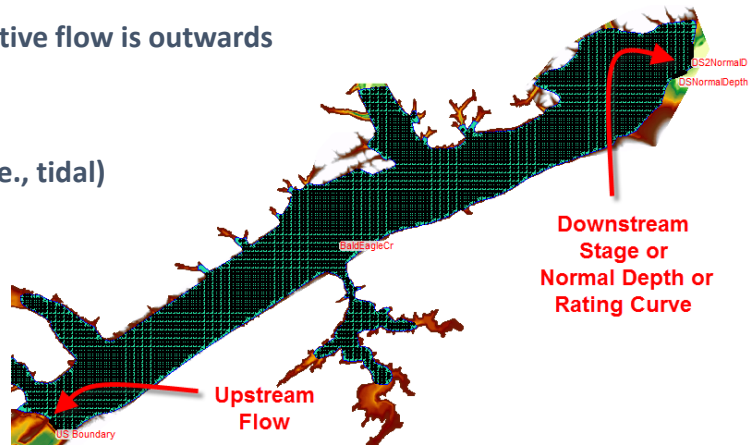 tive flow is outwards
DS2NormalD
DSNormalDepth
e., tidal)
BaldEagleCr
Downstream
Stage or
Normal Depth or
Rating Curve
Upstream
Flow
US Boundary